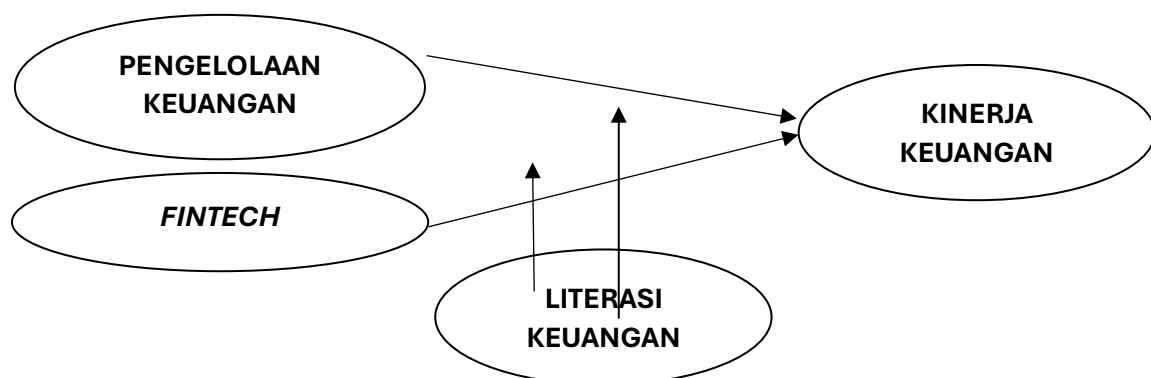 PENGELOLAAN
KEUANGAN
KINERJA
KEUANGAN
FINTECH
LITERASI
KEUANGAN